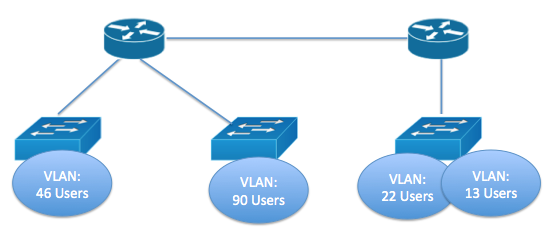 VLAN:
46 Users
VLAN:
90 Users
VLAN:
22 Users
VLAN:
13 Users